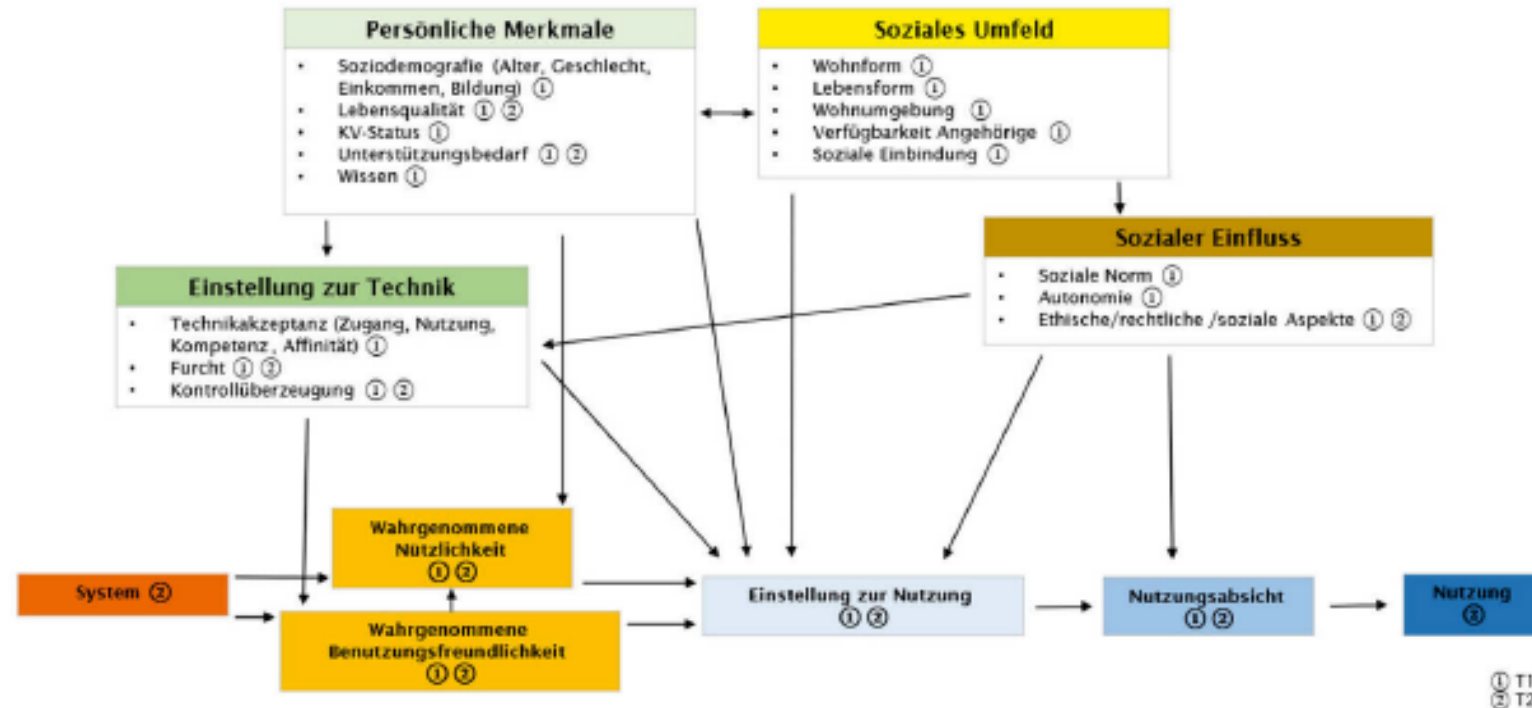 Persönliche Merkmale
• Soziodemografie (Alter, Geschlecht,
Einkommen, Bildung) ①
• Lebensqualität ① ②
• KV-Status ①
• Unterstützungsbedarf ① ②
• Wissen ①
Soziales Umfeld
• Wohnform ①
• Lebensform ①
• Wohnumgebung ①
• Verfügbarkeit Angehörige ①
• Soziale Einbindung ①
Sozialer Einfluss
• Soziale Norm ①
• Autonomie ①
• Ethische/rechtliche /soziale Aspekte ① ②
Einstellung zur Technik
• Technikakzeptanz (Zugang, Nutzung,
Kompetenz, Affinität) ①
• Furcht ① ②
• Kontrollüberzeugung ① ②
Wahrgenommene
Nützlichkeit
① ②
System ②
Wahrgenommene
Benutzungsfreundlichkeit
① ②
Einstellung zur Nutzung
① ②
Nutzungsabsicht
① ②
Nutzung
②
① T1
② T2